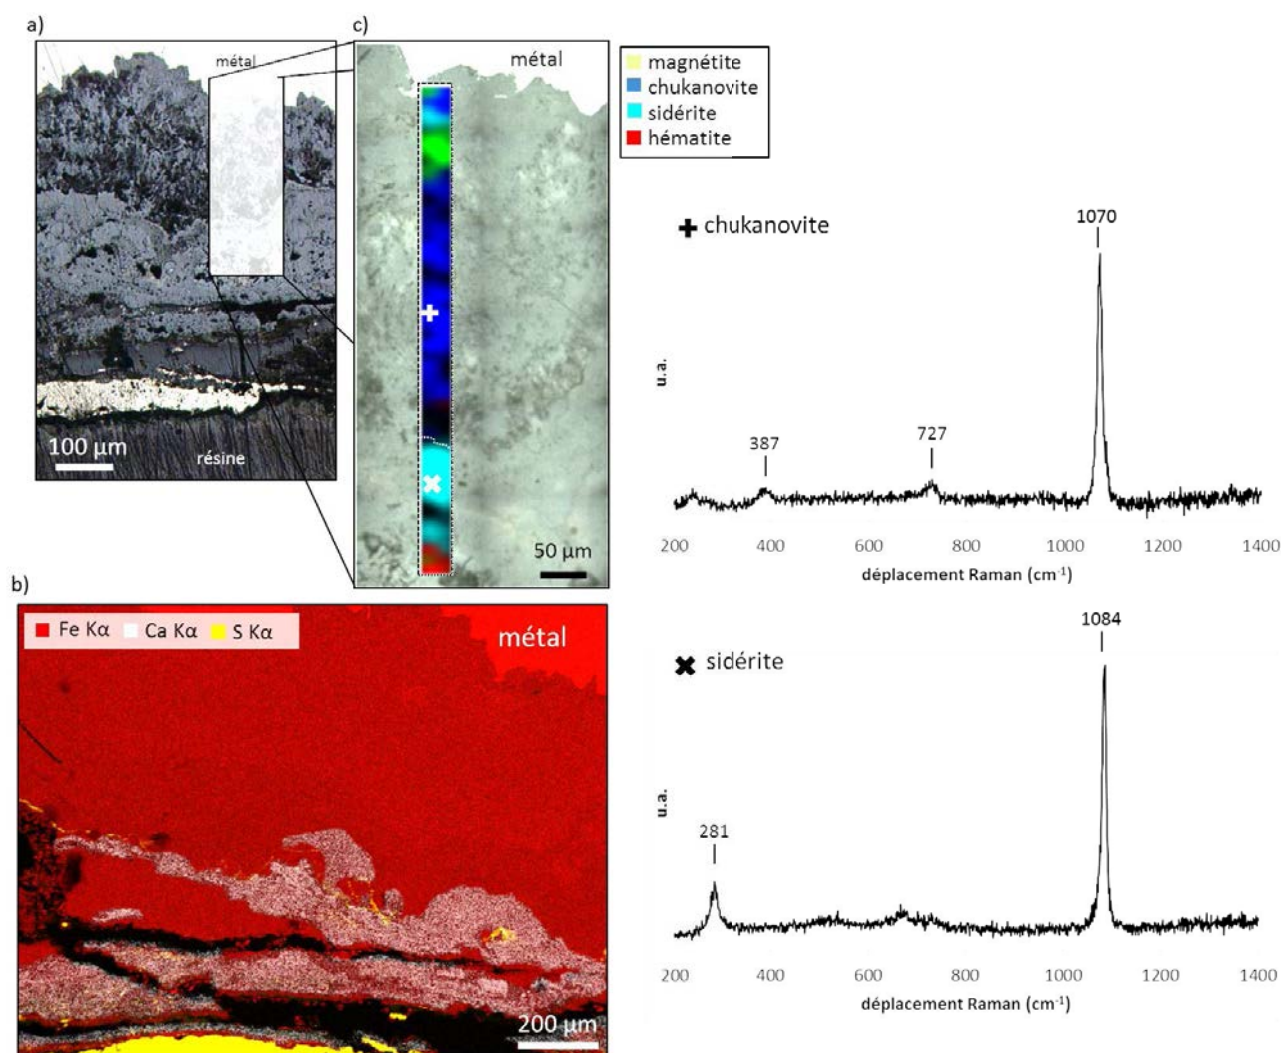 a)
métal
100 µm
résine
c)
métal
50 µm
magnétite
chukanovite
sidérite
hématite
b)
Fe Kα Ca Kα S Kα
métal
200 µm
chukanovite
1070
387
727
u.a.
200 400 600 800 1000 1200 1400
déplacement Raman (cm⁻¹)
sidérite
1084
281
u.a.
200 400 600 800 1000 1200 1400
déplacement Raman (cm⁻¹)